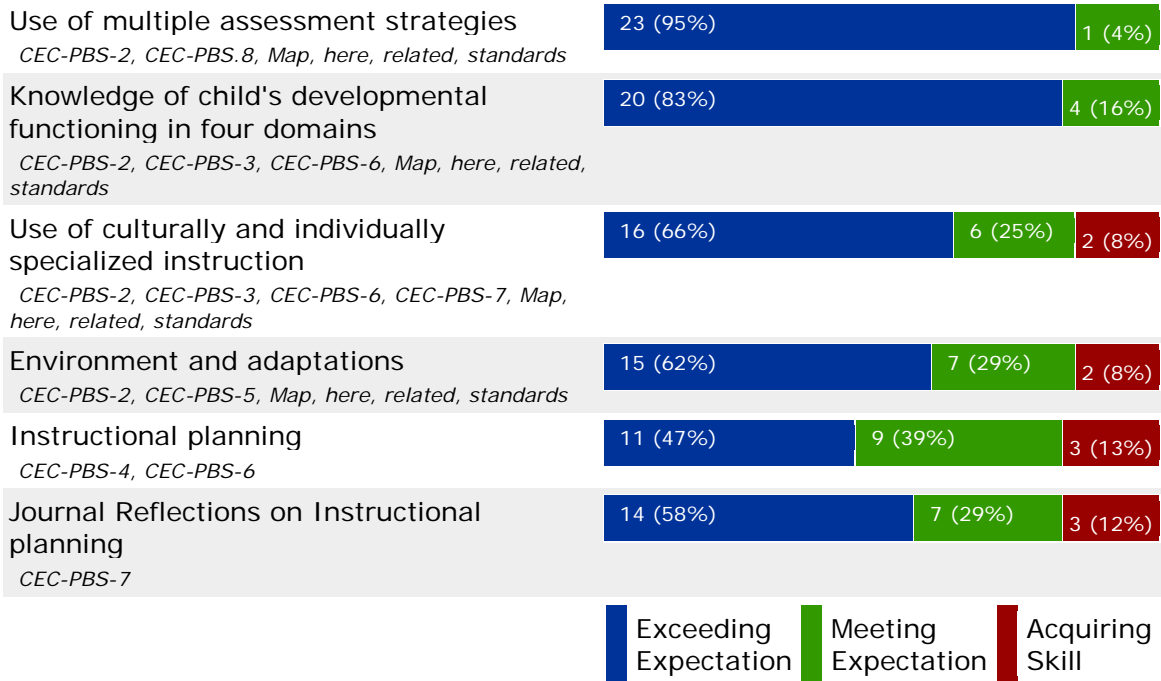 Use of multiple assessment strategies
23 (95%)
1 (4%)
CEC-PBS-2, CEC-PBS.8, Map, here, related, standards
Knowledge of child's developmental
functioning in four domains
20 (83%)
4 (16%)
CEC-PBS-2, CEC-PBS-3, CEC-PBS-6, Map, here, related,
standards
Use of culturally and individually
specialized instruction
16 (66%)
6 (25%)
2 (8%)
CEC-PBS-2, CEC-PBS-3, CEC-PBS-6, CEC-PBS-7, Map,
here, related, standards
Environment and adaptations
15 (62%)
7 (29%)
2 (8%)
CEC-PBS-2, CEC-PBS-5, Map, here, related, standards
Instructional planning
11 (47%)
9 (39%)
3 (13%)
CEC-PBS-4, CEC-PBS-6
Journal Reflections on Instructional
planning
14 (58%)
7 (29%)
3 (12%)
CEC-PBS-7
Exceeding
Expectation
Meeting
Expectation
Acquiring
Skill